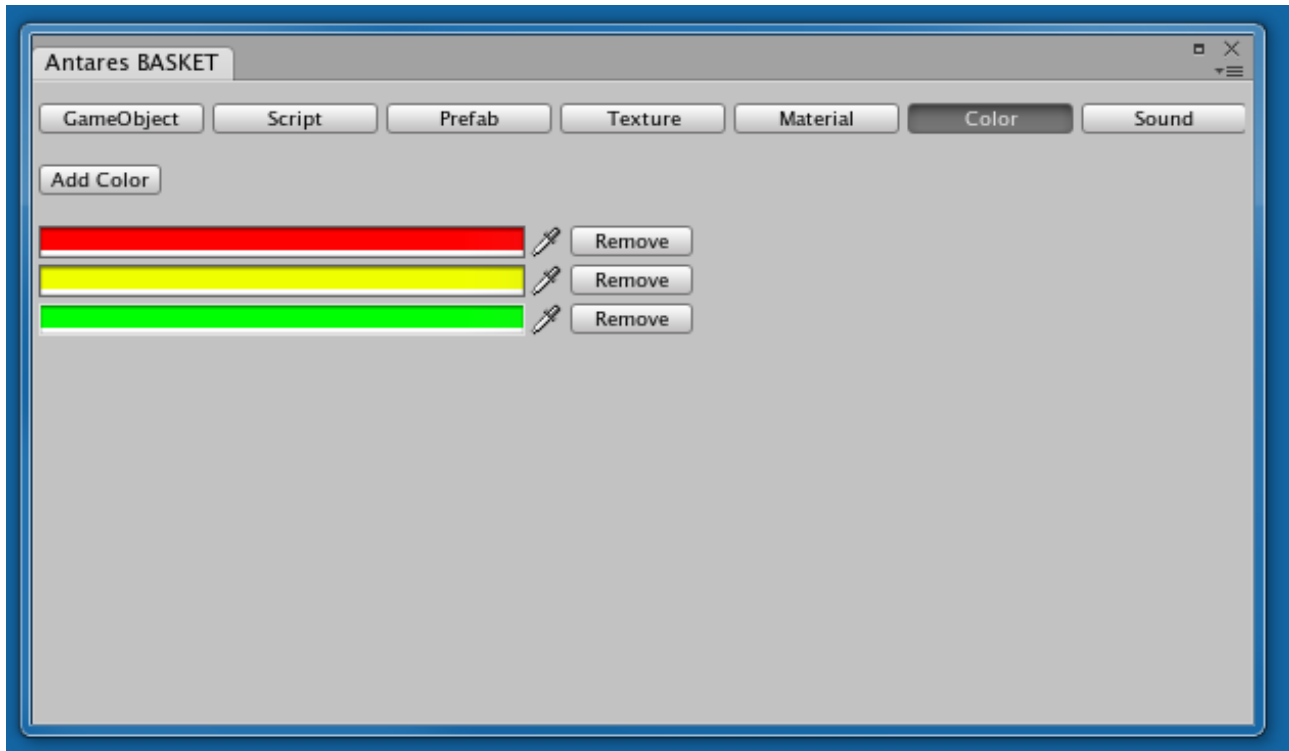 Antares BASKET
GameObject Script Prefab Texture Material Color Sound
Add Color
Remove
Remove
Remove